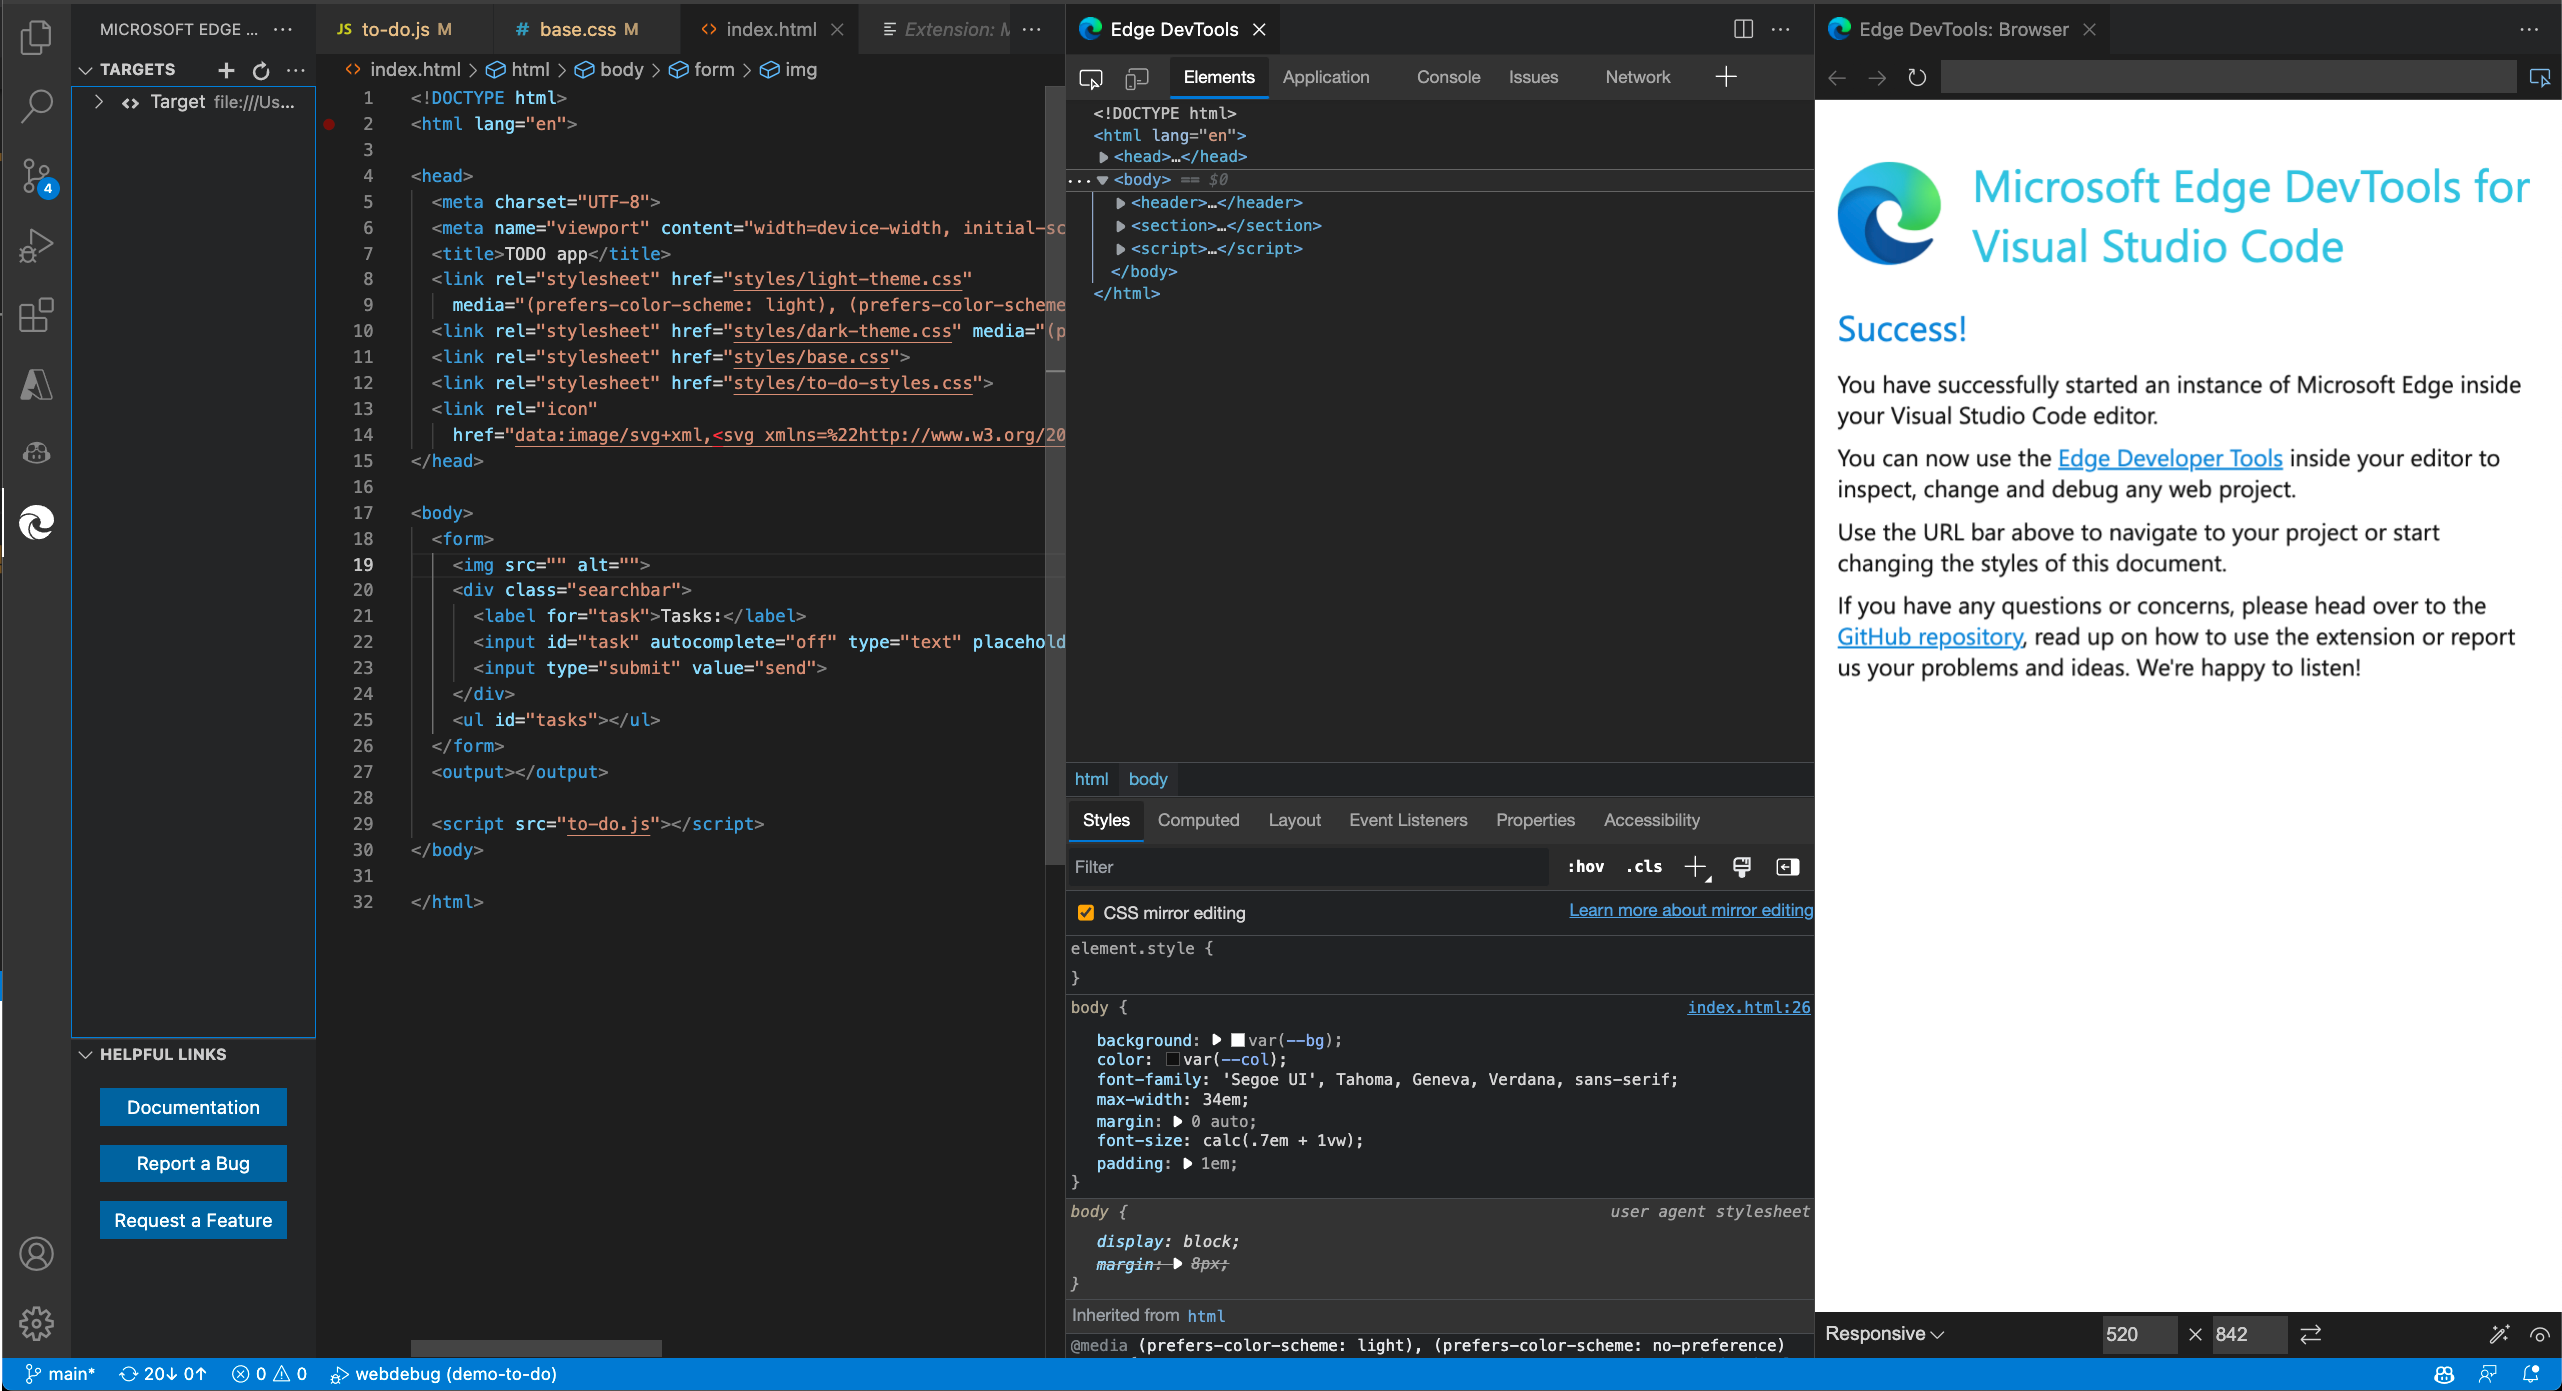 MICROSOFT EDGE ... ···
TARGETS
Target file:///Us...
4
HELPFUL LINKS
Documentation
Report a Bug
Request a Feature
JS to-do.js M
# base.css M
<> index.html
Extension: M
index.html > html > body > form > img
1 <!DOCTYPE html>
2 <html lang="en">
3
4 <head>
5 <meta charset="UTF-8">
6 <meta name="viewport" content="width=device-width, initial-sc
7 <title>TODO app</title>
8 <link rel="stylesheet" href="styles/light-theme.css"
9 media="(prefers-color-scheme: light), (prefers-color-scheme
10 <link rel="stylesheet" href="styles/dark-theme.css" media="(p
11 <link rel="stylesheet" href="styles/base.css">
12 <link rel="stylesheet" href="styles/to-do-styles.css">
13 <link rel="icon"
14 href="data:image/svg+xml,<svg xmlns=%22http://www.w3.org/20
15 </head>
16
17 <body>
18 <form>
19 <img src="" alt="">
20 <div class="searchbar">
21 <label for="task">Tasks:</label>
22 <input id="task" autocomplete="off" type="text" placehold
23 <input type="submit" value="send">
24 </div>
25 <ul id="tasks"></ul>
26 </form>
27 <output></output>
28
29 <script src="to-do.js"></script>
30 </body>
31
32 </html>
Edge DevTools
Elements Application Console Issues Network
<!DOCTYPE html>
<html lang="en">
<head>…</head>
··· <body> == $0
<header>…</header>
<section>…</section>
<script>…</script>
</body>
</html>
html body
Styles Computed Layout Event Listeners Properties Accessibility
Filter :hov .cls
CSS mirror editing Learn more about mirror editing
element.style {
}
body { index.html:26
background: var(--bg);
color: var(--col);
font-family: 'Segoe UI', Tahoma, Geneva, Verdana, sans-serif;
max-width: 34em;
margin: 0 auto;
font-size: calc(.7em + 1vw);
padding: 1em;
}
body { user agent stylesheet
display: block;
margin: 8px;
}
Inherited from html
@media (prefers-color-scheme: light), (prefers-color-scheme: no-preference)
Edge DevTools: Browser
Microsoft Edge DevTools for
Visual Studio Code
Success!
You have successfully started an instance of Microsoft Edge inside
your Visual Studio Code editor.
You can now use the Edge Developer Tools inside your editor to
inspect, change and debug any web project.
Use the URL bar above to navigate to your project or start
changing the styles of this document.
If you have any questions or concerns, please head over to the
GitHub repository, read up on how to use the extension or report
us your problems and ideas. We're happy to listen!
Responsive 520 × 842
main* 20↓ 0↑ 0 0 webdebug (demo-to-do)